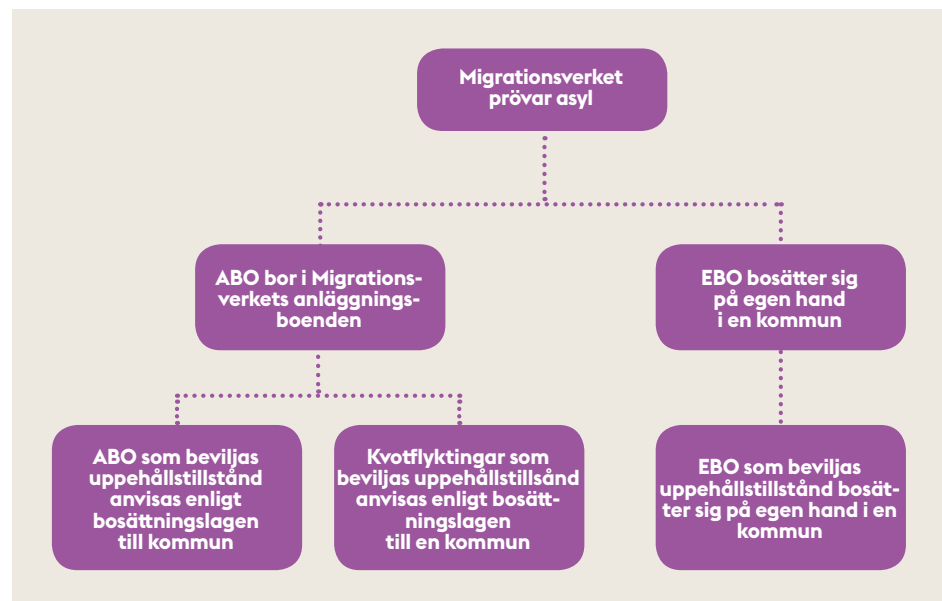 Migrationsverket
prövar asyl
ABO bor i Migrations-
verkets anläggnings-
boenden
EBO bosätter sig
på egen hand
i en kommun
ABO som beviljas
uppehållstillstånd
anvisas enligt
bosättningslagen
till kommun
Kvotflyktingar som
beviljas uppehållstillsånd
anvisas enligt bosätt-
ningslagen
till en kommun
EBO som beviljas
uppehållstillstånd bosät-
ter sig på egen hand i en
kommun